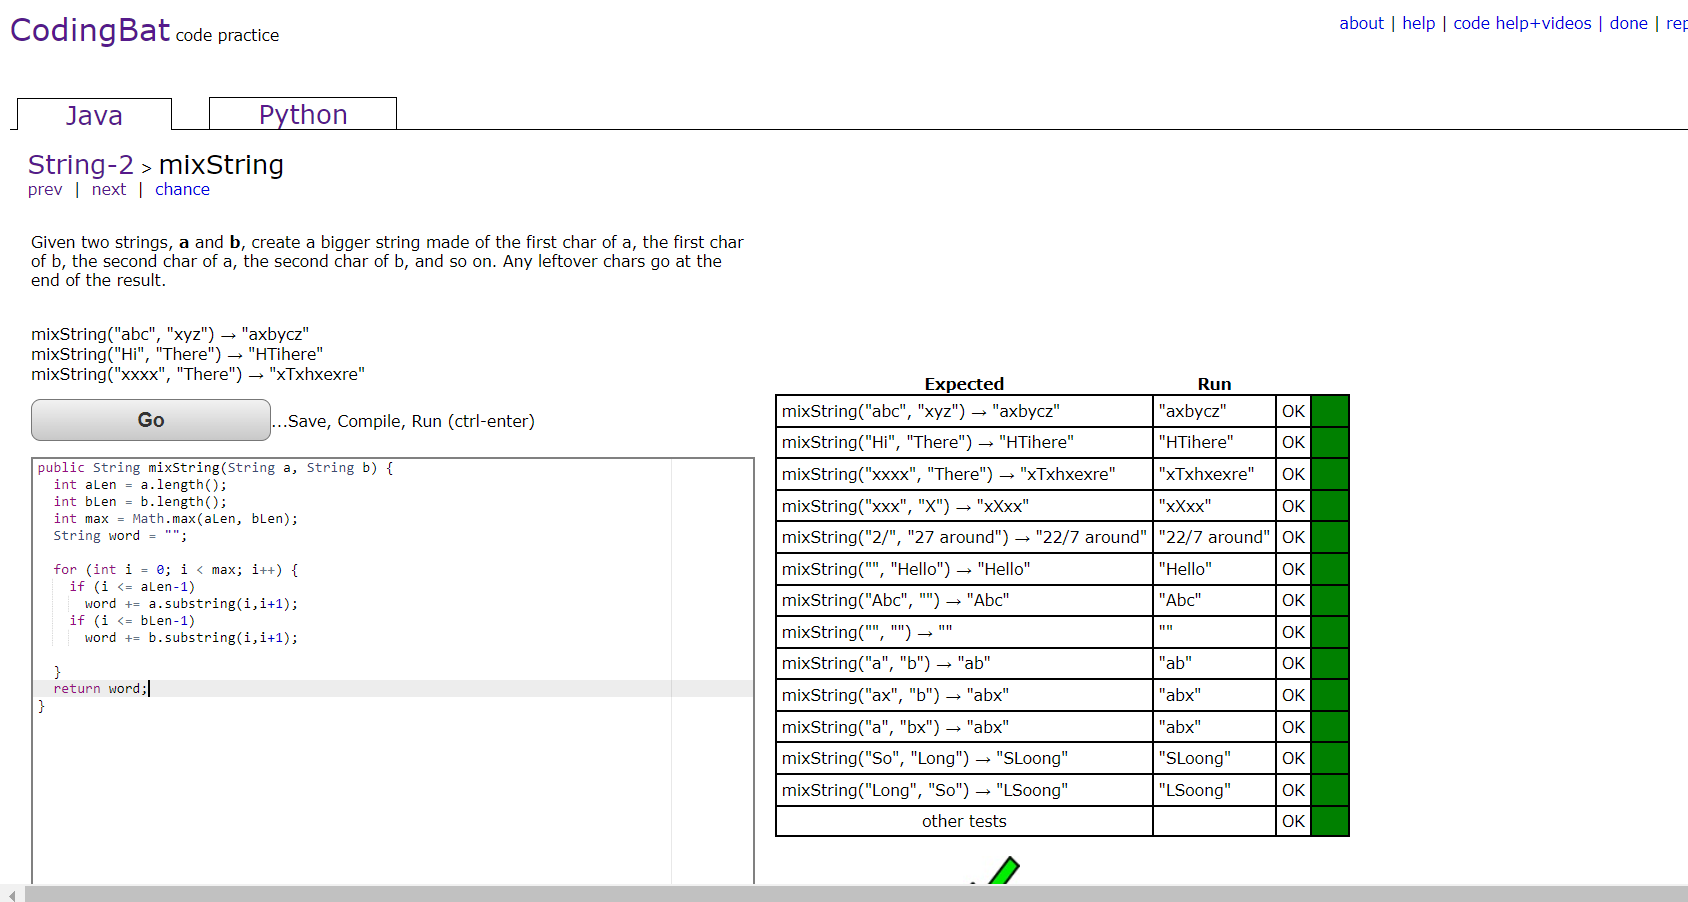 CodingBat code practice
about | help | code help+videos | done | rep
Java
Python
String-2 > mixString
prev | next | chance
Given two strings, a and b, create a bigger string made of the first char of a, the first char
of b, the second char of a, the second char of b, and so on. Any leftover chars go at the
end of the result.
mixString("abc", "xyz") → "axbycz"
mixString("Hi", "There") → "HTihere"
mixString("xxxx", "There") → "xTxhxexre"
Go
...Save, Compile, Run (ctrl-enter)
public String mixString(String a, String b) {
  int aLen = a.length();
  int bLen = b.length();
  int max = Math.max(aLen, bLen);
  String word = "";
  for (int i = 0; i < max; i++) {
    if (i <= aLen-1)
      word += a.substring(i,i+1);
    if (i <= bLen-1)
      word += b.substring(i,i+1);
  }
  return word;
}
Expected Run
mixString("abc", "xyz") → "axbycz" "axbycz" OK
mixString("Hi", "There") → "HTihere" "HTihere" OK
mixString("xxxx", "There") → "xTxhxexre" "xTxhxexre" OK
mixString("xxx", "X") → "xXxx" "xXxx" OK
mixString("2/", "27 around") → "22/7 around" "22/7 around" OK
mixString("", "Hello") → "Hello" "Hello" OK
mixString("Abc", "") → "Abc" "Abc" OK
mixString("", "") → "" "" OK
mixString("a", "b") → "ab" "ab" OK
mixString("ax", "b") → "abx" "abx" OK
mixString("a", "bx") → "abx" "abx" OK
mixString("So", "Long") → "SLoong" "SLoong" OK
mixString("Long", "So") → "LSoong" "LSoong" OK
other tests OK